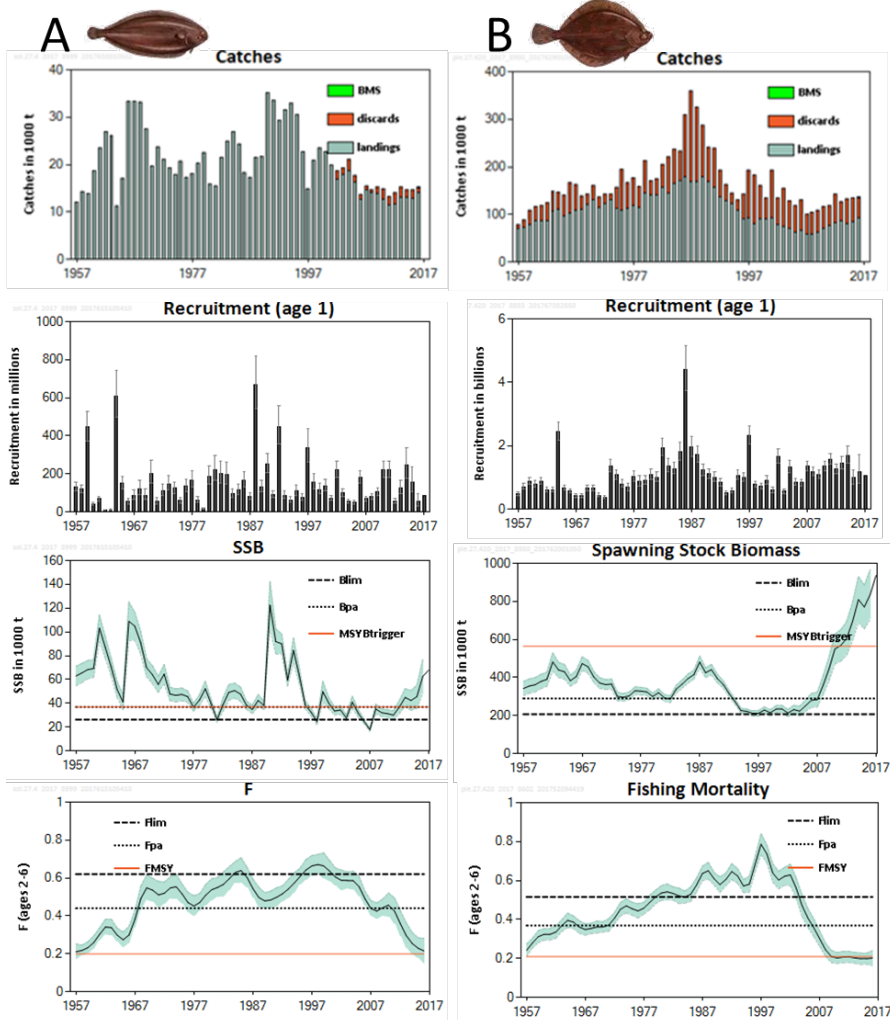 A
B
Catches
Catches in 1000 t
40
30
20
10
0
BMS
discards
landings
1957
1977
1997
2017
Catches
Catches in 1000 t
400
300
200
100
0
BMS
discards
landings
1957
1977
1997
2017
Recruitment (age 1)
Recruitment in millions
1000
800
600
400
200
0
1957
1967
1977
1987
1997
2007
2017
Recruitment (age 1)
Recruitment in billions
6
4
2
0
1957
1967
1977
1987
1997
2007
2017
SSB
SSB in 1000 t
160
140
120
100
80
60
40
20
0
Blim
Bpa
MSYBtrigger
1957
1967
1977
1987
1997
2007
2017
Spawning Stock Biomass
SSB in 1000 t
1000
800
600
400
200
0
Blim
Bpa
MSYBtrigger
1957
1967
1977
1987
1997
2007
2017
F
F (ages 2-6)
1
0.8
0.6
0.4
0.2
0
Flim
Fpa
FMSY
1957
1967
1977
1987
1997
2007
2017
Fishing Mortality
F (ages 2-6)
1
0.8
0.6
0.4
0.2
0
Flim
Fpa
FMSY
1957
1967
1977
1987
1997
2007
2017